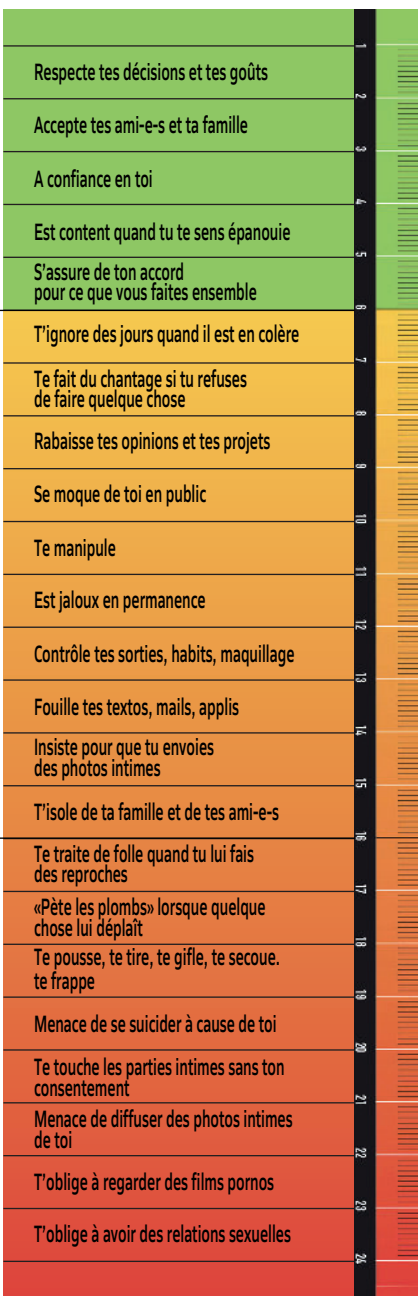 1
Respecte tes décisions et tes goûts
2
Accepte tes ami-e-s et ta famille
3
A confiance en toi
4
Est content quand tu te sens épanouie
5
S'assure de ton accord
pour ce que vous faites ensemble
6
T'ignore des jours quand il est en colère
7
Te fait du chantage si tu refuses
de faire quelque chose
8
Rabaisse tes opinions et tes projets
9
Se moque de toi en public
10
Te manipule
11
Est jaloux en permanence
12
Contrôle tes sorties, habits, maquillage
13
Fouille tes textos, mails, applis
14
Insiste pour que tu envoies
des photos intimes
15
T'isole de ta famille et de tes ami-e-s
16
Te traite de folle quand tu lui fais
des reproches
17
«Pète les plombs» lorsque quelque
chose lui déplaît
18
Te pousse, te tire, te gifle, te secoue.
te frappe
19
Menace de se suicider à cause de toi
20
Te touche les parties intimes sans ton
consentement
21
Menace de diffuser des photos intimes
de toi
22
T'oblige à regarder des films pornos
23
T'oblige à avoir des relations sexuelles
24